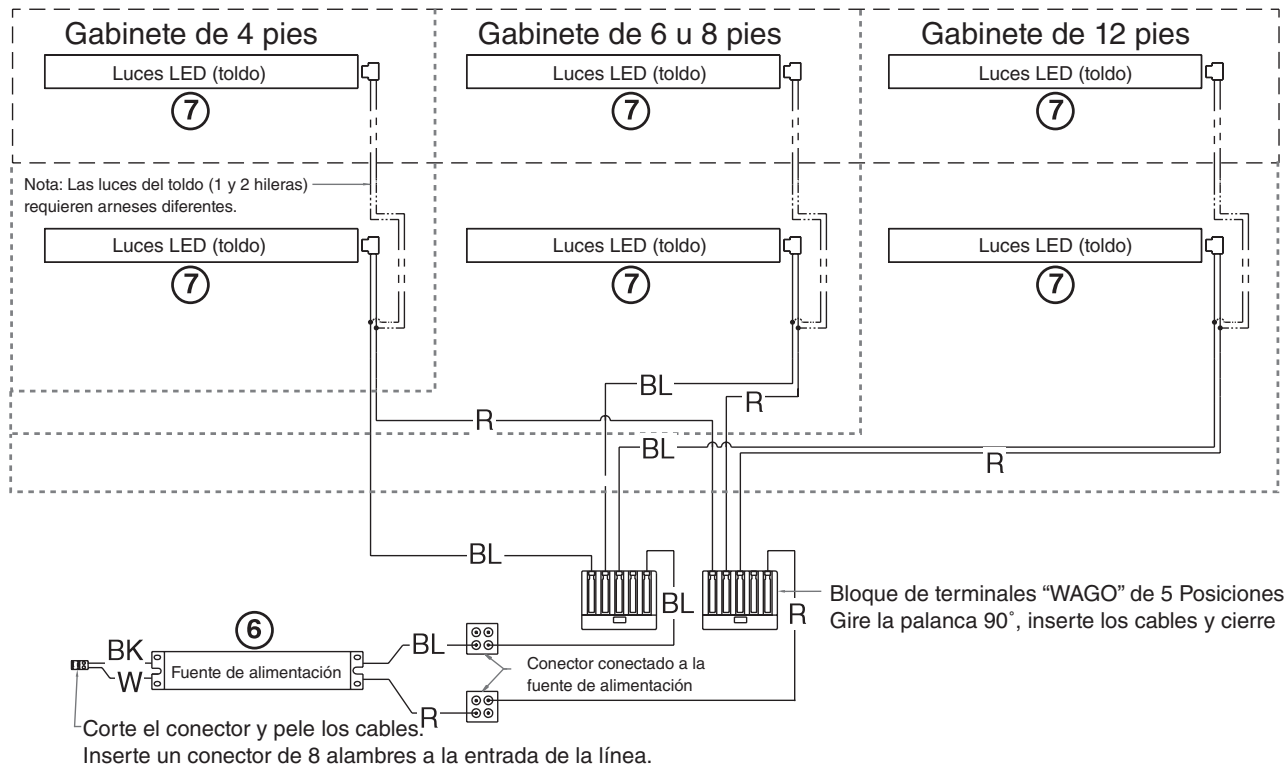 Gabinete de 4 pies
Gabinete de 6 u 8 pies
Gabinete de 12 pies
Luces LED (toldo)
Luces LED (toldo)
Luces LED (toldo)
7
7
7
Nota: Las luces del toldo (1 y 2 hileras)
requieren arneses diferentes.
Luces LED (toldo)
Luces LED (toldo)
Luces LED (toldo)
7
7
7
BL
R
R
BL
R
BL
BL
R
Bloque de terminales “WAGO” de 5 Posiciones
Gire la palanca 90˚, inserte los cables y cierre
6
BK
W
Fuente de alimentación
BL
R
Conector conectado a la
fuente de alimentación
Corte el conector y pele los cables.
Inserte un conector de 8 alambres a la entrada de la línea.